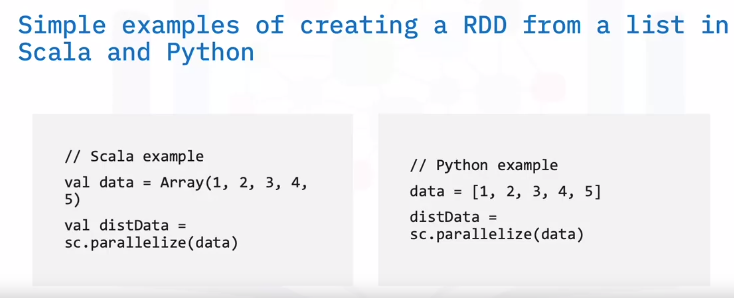 Simple examples of creating a RDD from a list in
Scala and Python
// Scala example
val data = Array(1, 2, 3, 4,
5)
val distData =
sc.parallelize(data)
// Python example
data = [1, 2, 3, 4, 5]
distData =
sc.parallelize(data)